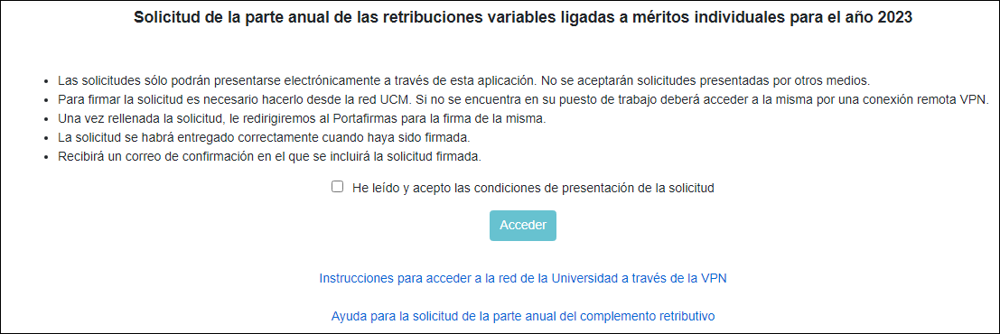 Solicitud de la parte anual de las retribuciones variables ligadas a méritos individuales para el año 2023
Las solicitudes sólo podrán presentarse electrónicamente a través de esta aplicación. No se aceptarán solicitudes presentadas por otros medios.
Para firmar la solicitud es necesario hacerlo desde la red UCM. Si no se encuentra en su puesto de trabajo deberá acceder a la misma por una conexión remota VPN.
Una vez rellenada la solicitud, le redirigiremos al Portafirmas para la firma de la misma.
La solicitud se habrá entregado correctamente cuando haya sido firmada.
Recibirá un correo de confirmación en el que se incluirá la solicitud firmada.
He leído y acepto las condiciones de presentación de la solicitud
Acceder
Instrucciones para acceder a la red de la Universidad a través de la VPN
Ayuda para la solicitud de la parte anual del complemento retributivo